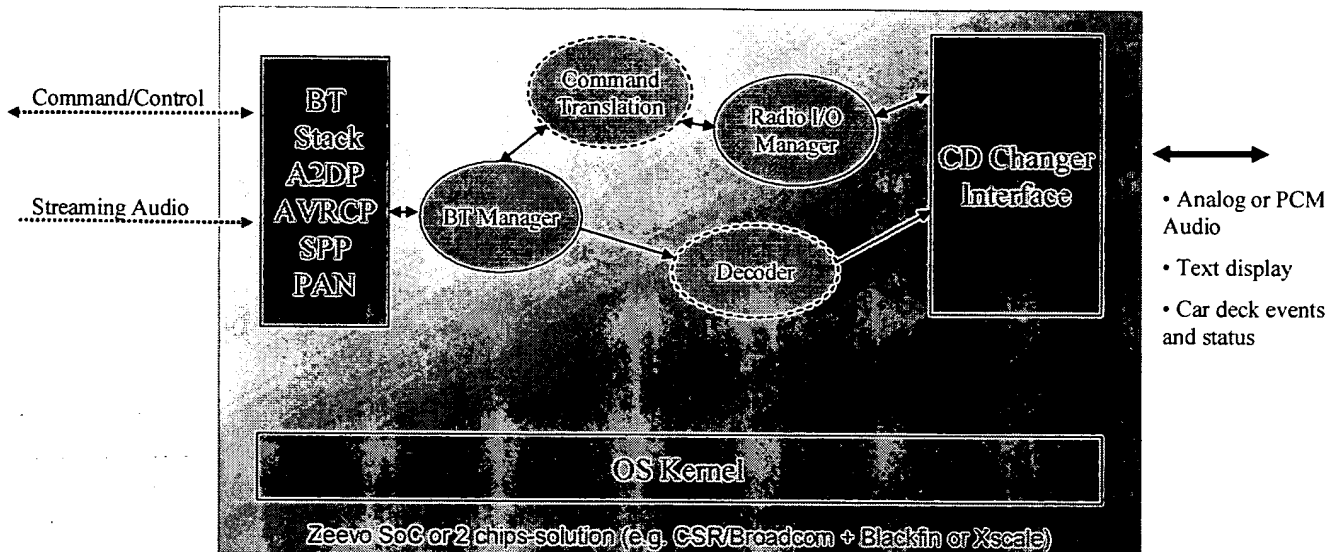 Command/Control
Streaming Audio
BT
Stack
A2DP
AVRCP
SPP
PAN
BT Manager
Command
Translation
Radio I/O
Manager
Decoder
CD Changer
Interface
• Analog or PCM
Audio
• Text display
• Car deck events
and status
OS Kernel
Zeevo SoC or 2 chips-solution (e.g. CSR/Broadcom + Blackfin or Xscale)